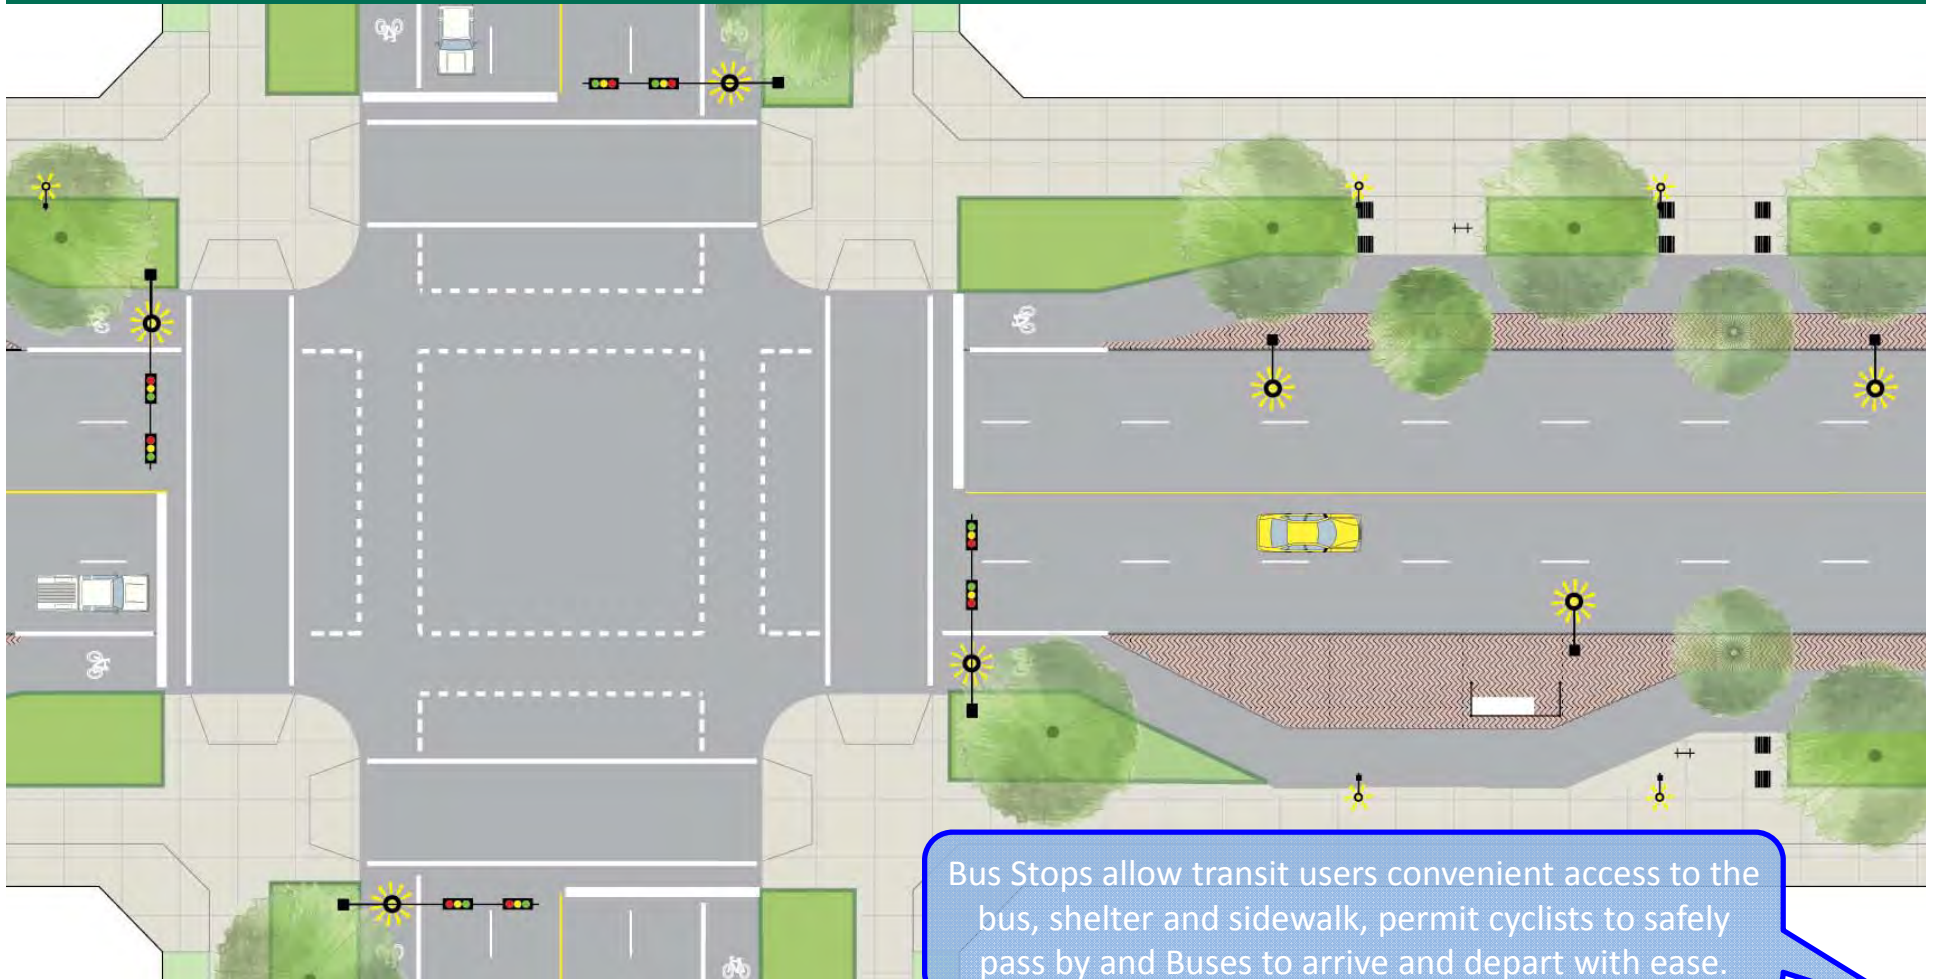 Bus Stops allow transit users convenient access to the
bus, shelter and sidewalk, permit cyclists to safely
pass by and Buses to arrive and depart with ease.